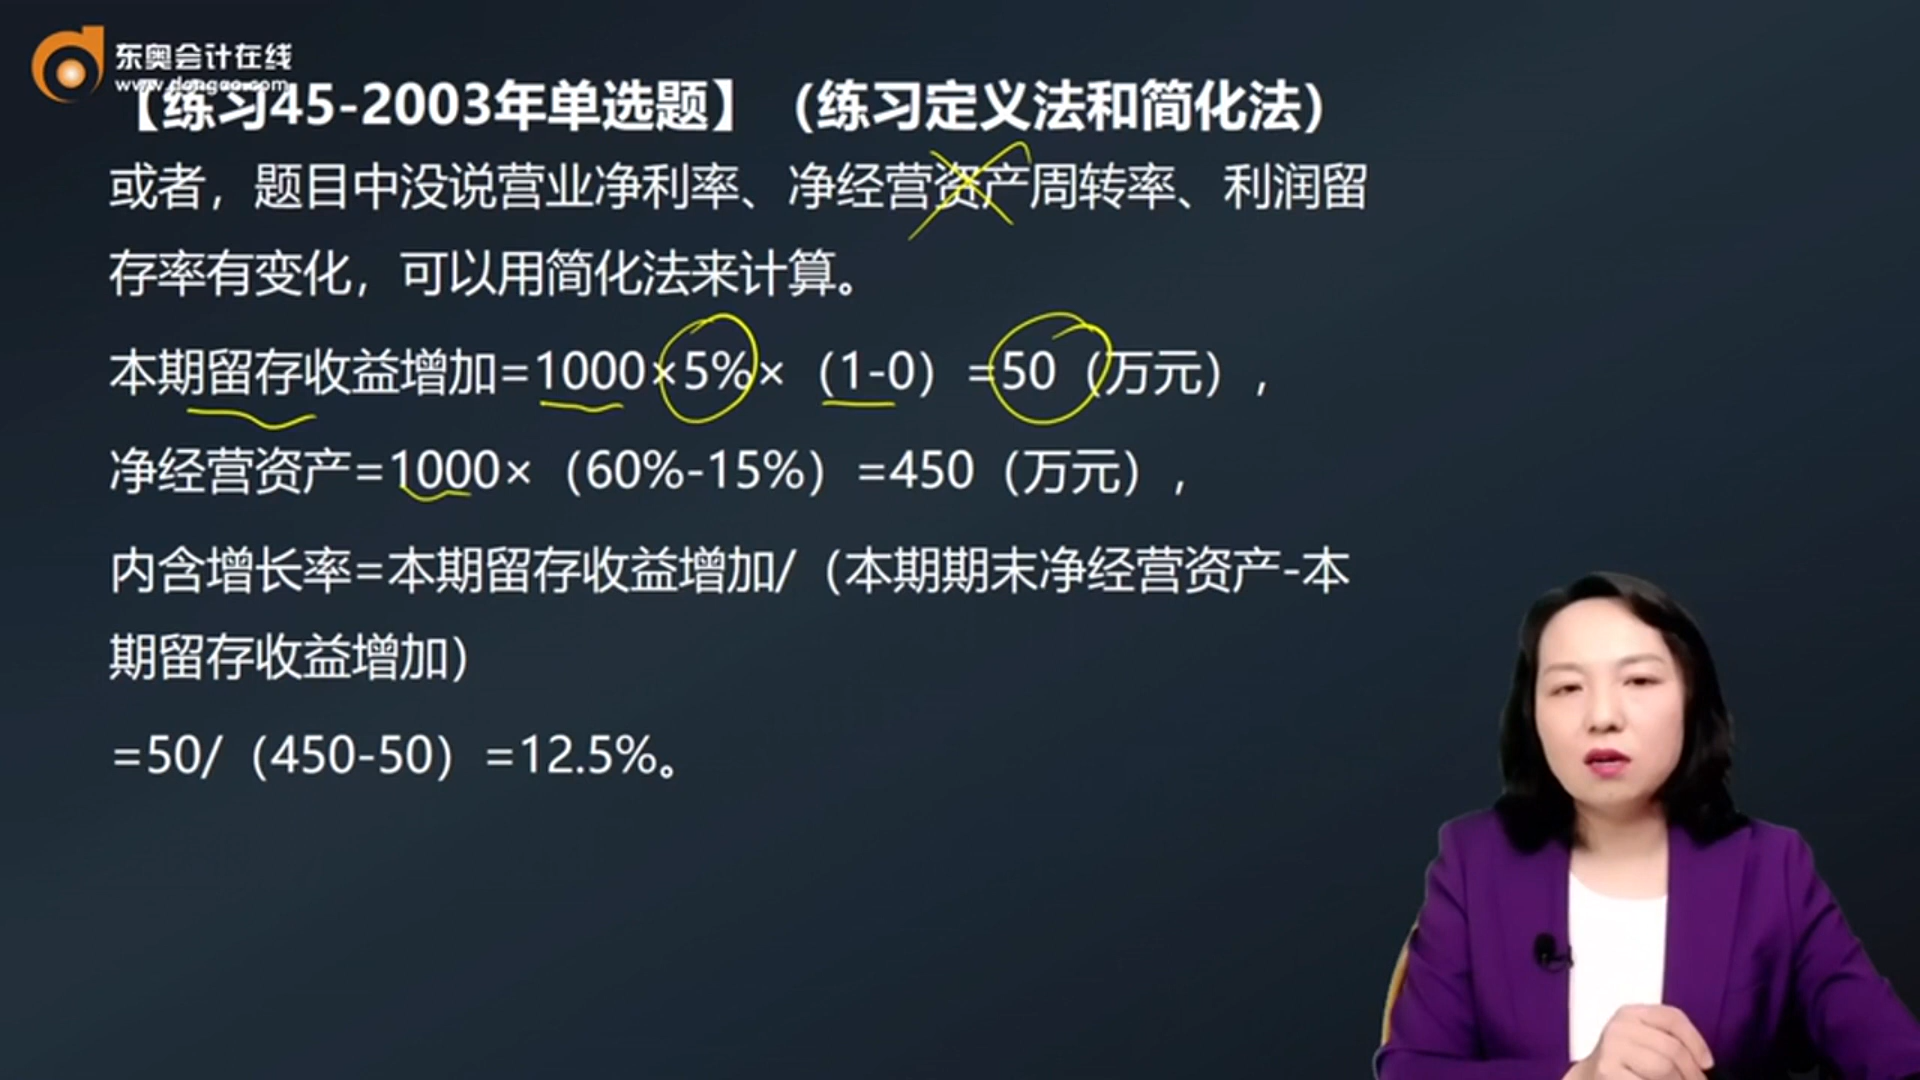 东奥会计在线
www.dongao.com
【练习45-2003年单选题】（练习定义法和简化法）
或者，题目中没说营业净利率、净经营资产周转率、利润留
存率有变化，可以用简化法来计算。
本期留存收益增加=1000×5%×（1-0）=50（万元），
净经营资产=1000×（60%-15%）=450（万元），
内含增长率=本期留存收益增加/（本期期末净经营资产-本
期留存收益增加）
=50/（450-50）=12.5%。